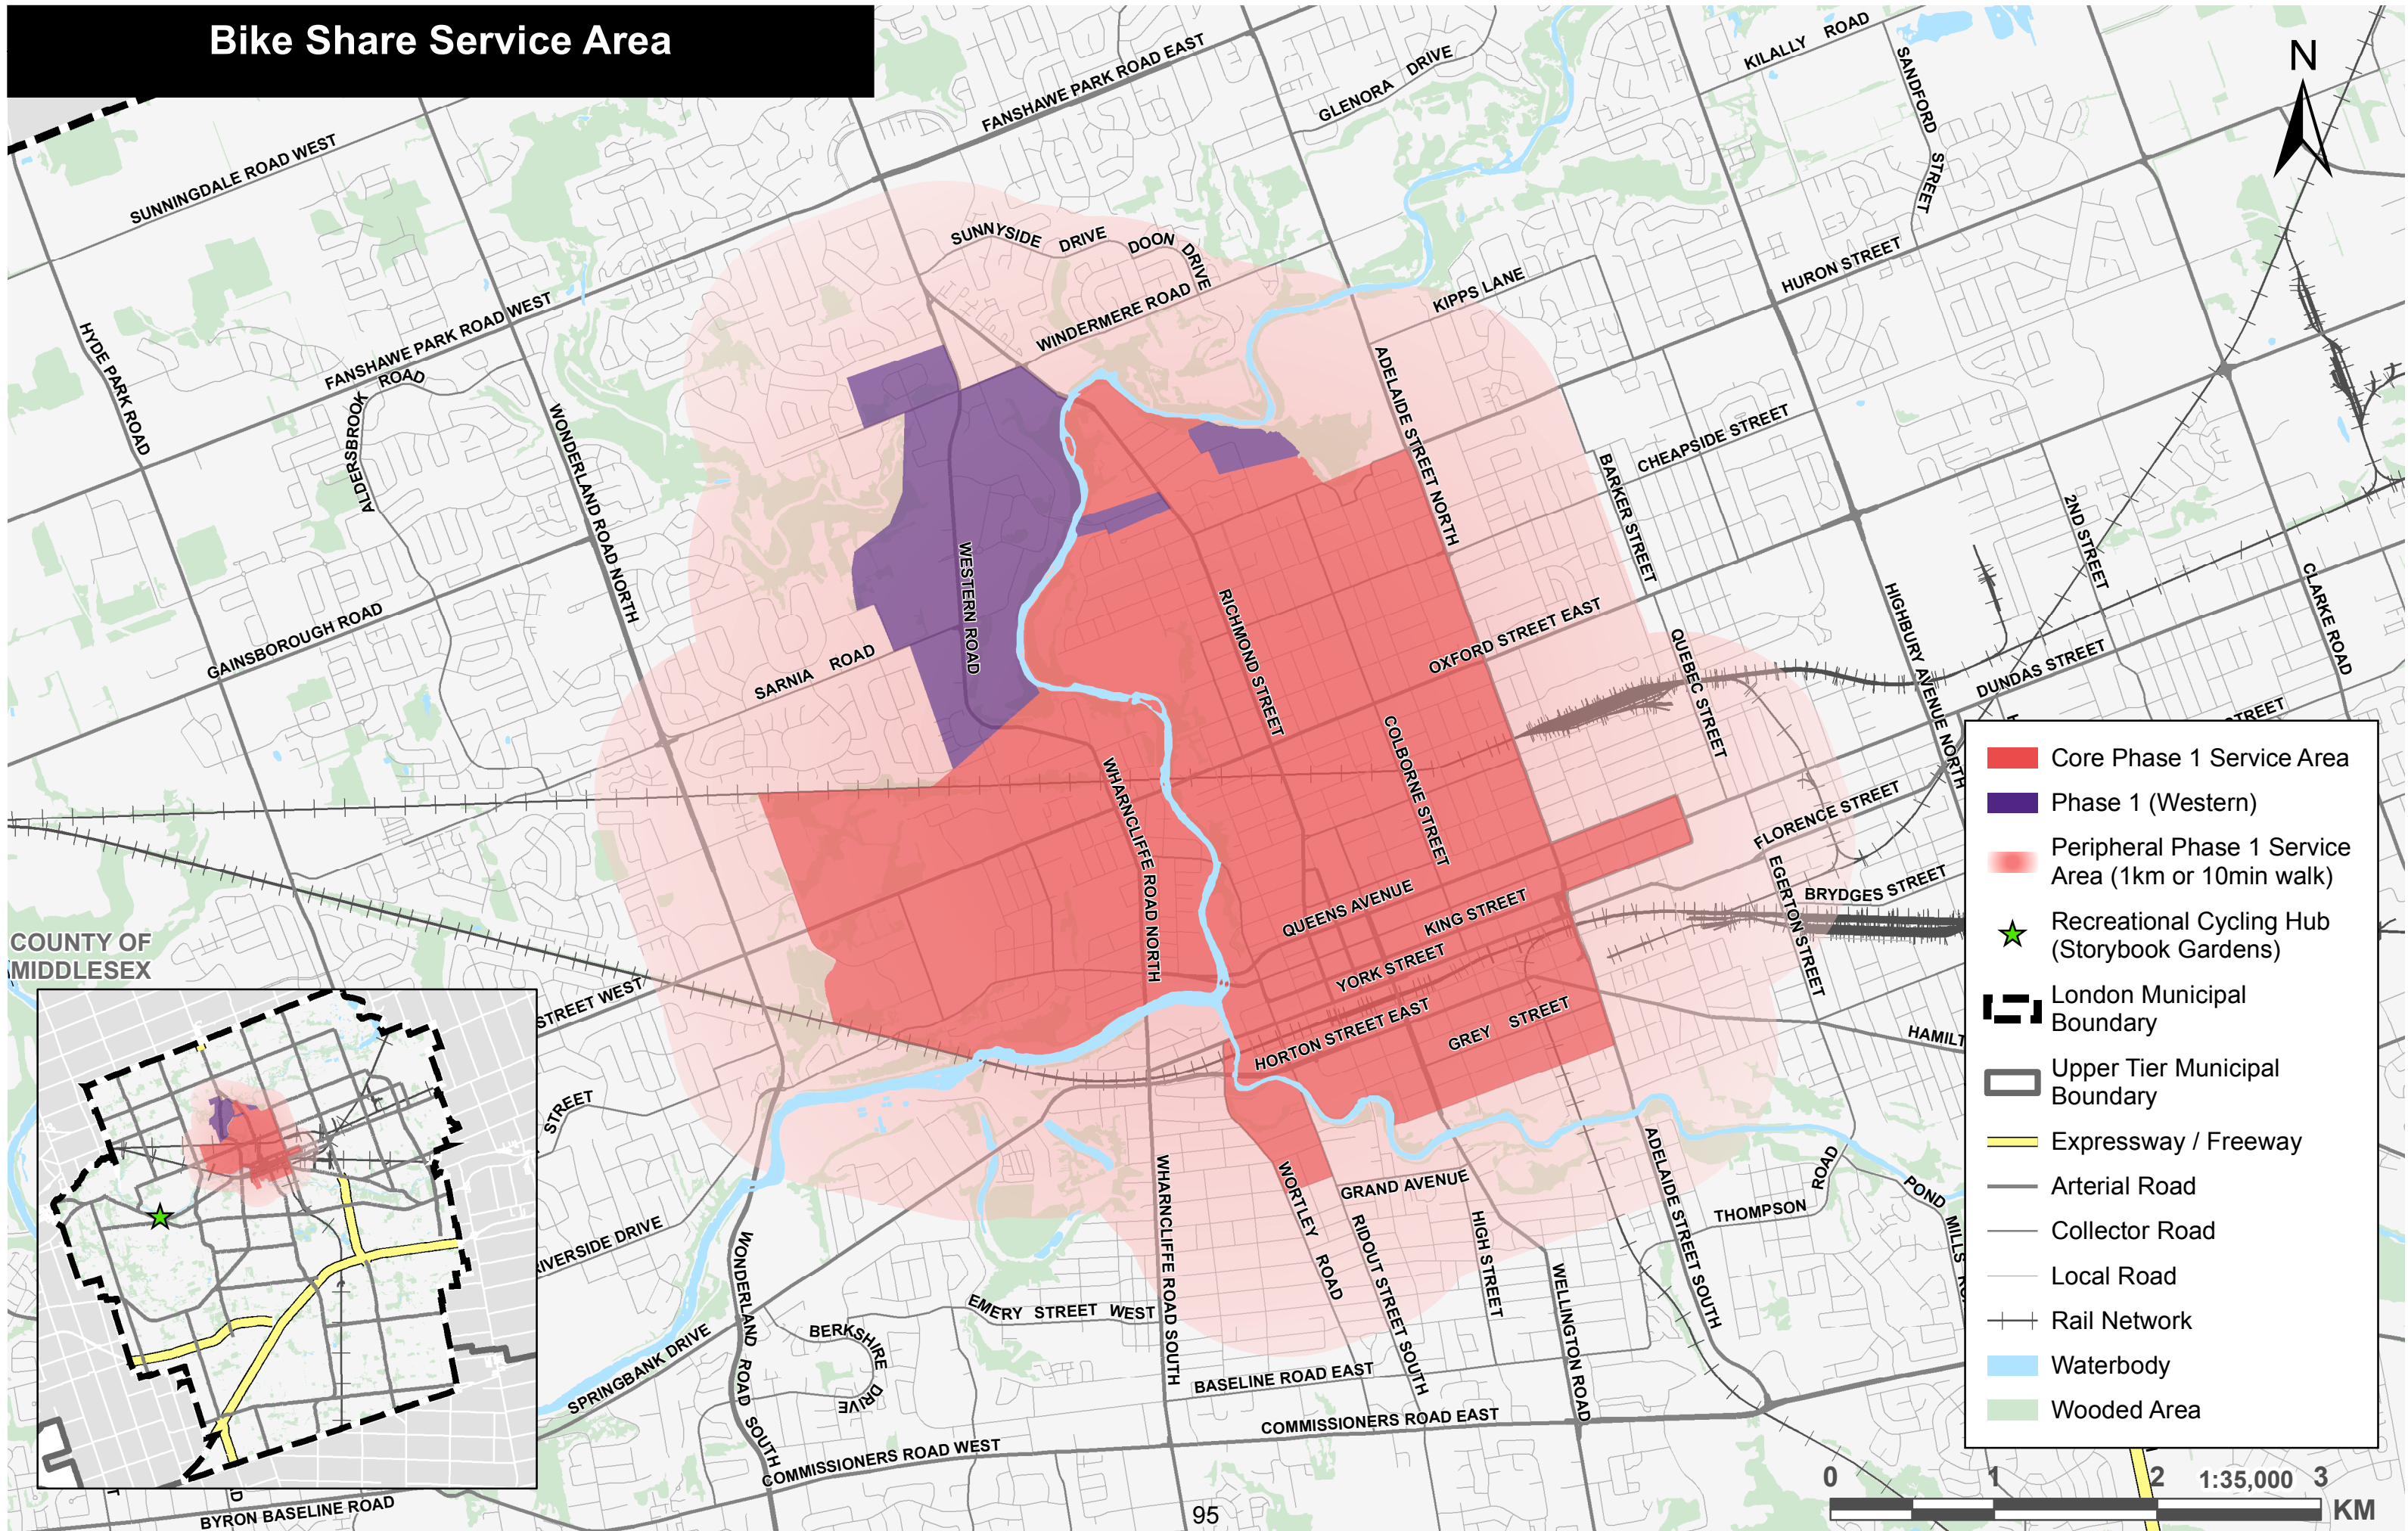 Bike Share Service Area
N
FANSHAWE PARK ROAD EAST
GLENORA DRIVE
KILALLY ROAD
SANDFORD STREET
SUNNINGDALE ROAD WEST
SUNNYSIDE DRIVE
DOON DRIVE
WINDERMERE ROAD
KIPPS LANE
HURON STREET
HYDE PARK ROAD
FANSHAWE PARK ROAD WEST
ALDERSBROOK ROAD
WONDERLAND ROAD NORTH
ADELAIDE STREET NORTH
CHEAPSIDE STREET
BARKER STREET
2ND STREET
CLARKE ROAD
WESTERN ROAD
RICHMOND STREET
OXFORD STREET EAST
QUEBEC STREET
HIGHBURY AVENUE NORTH
DUNDAS STREET
STREET
GAINSBOROUGH ROAD
SARNIA ROAD
COLBORNE STREET
WHARNCLIFFE ROAD NORTH
FLORENCE STREET
EGERTON STREET
BRYDGES STREET
QUEENS AVENUE
KING STREET
YORK STREET
HORTON STREET EAST
GREY STREET
HAMILT
COUNTY OF
MIDDLESEX
STREET WEST
STREET
RIVERSIDE DRIVE
WONDERLAND ROAD SOUTH
SPRINGBANK DRIVE
BERKSHIRE DRIVE
EMERY STREET WEST
WHARNCLIFFE ROAD SOUTH
WORTLEY ROAD
RIDOUT STREET SOUTH
GRAND AVENUE
HIGH STREET
WELLINGTON ROAD
ADELAIDE STREET SOUTH
THOMPSON ROAD
POND MILLS
BASELINE ROAD EAST
COMMISSIONERS ROAD EAST
COMMISSIONERS ROAD WEST
BYRON BASELINE ROAD
Core Phase 1 Service Area
Phase 1 (Western)
Peripheral Phase 1 Service
Area (1km or 10min walk)
Recreational Cycling Hub
(Storybook Gardens)
London Municipal
Boundary
Upper Tier Municipal
Boundary
Expressway / Freeway
Arterial Road
Collector Road
Local Road
Rail Network
Waterbody
Wooded Area
0 1 2 1:35,000 3
KM
95